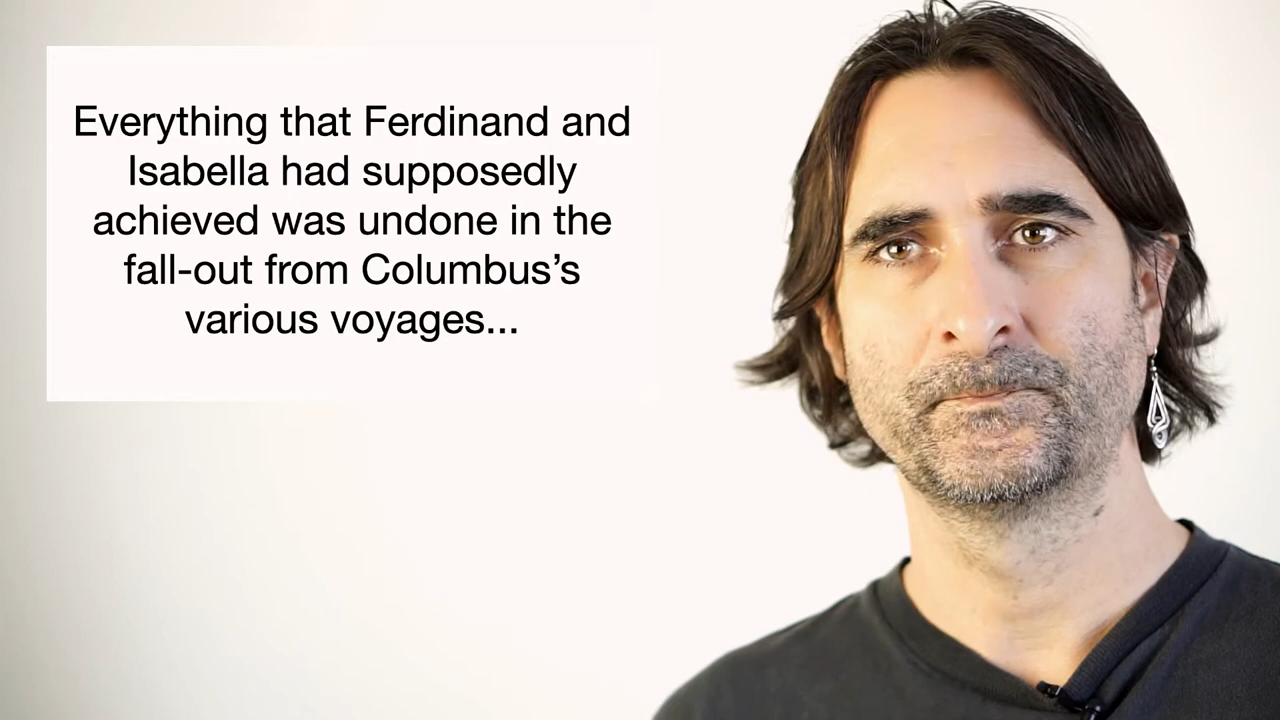 Everything that Ferdinand and
Isabella had supposedly
achieved was undone in the
fall-out from Columbus’s
various voyages...